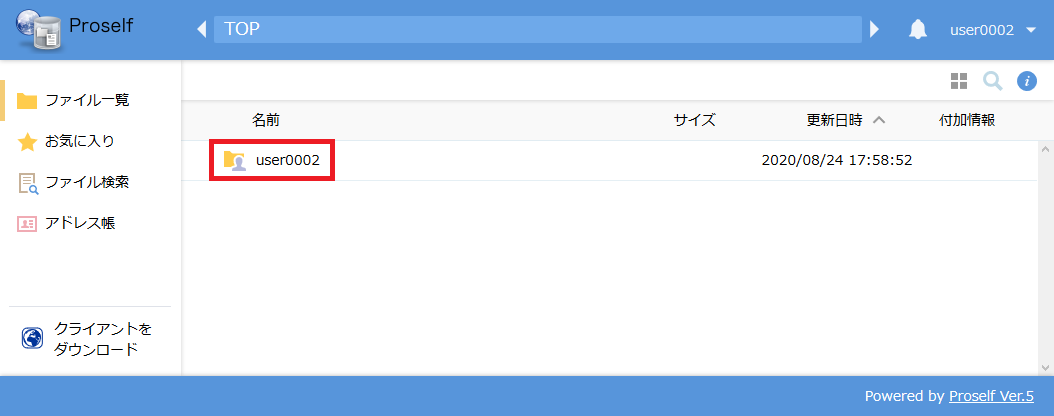 Proself
TOP
user0002
ファイル一覧
お気に入り
ファイル検索
アドレス帳
クライアントを
ダウンロード
名前 サイズ 更新日時 付加情報
user0002 2020/08/24 17:58:52
Powered by Proself Ver.5